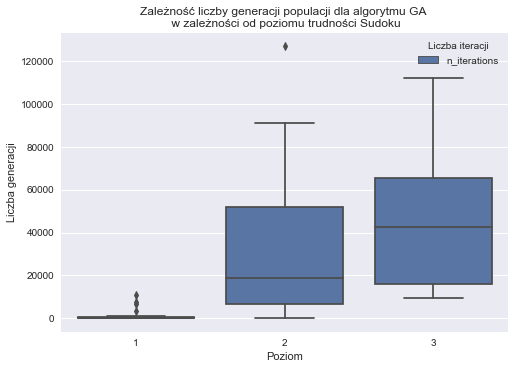 Zależność liczby generacji populacji dla algorytmu GA
w zależności od poziomu trudności Sudoku
Liczba iteracji
n_iterations
Liczba generacji
120000
100000
80000
60000
40000
20000
0
1
2
3
Poziom